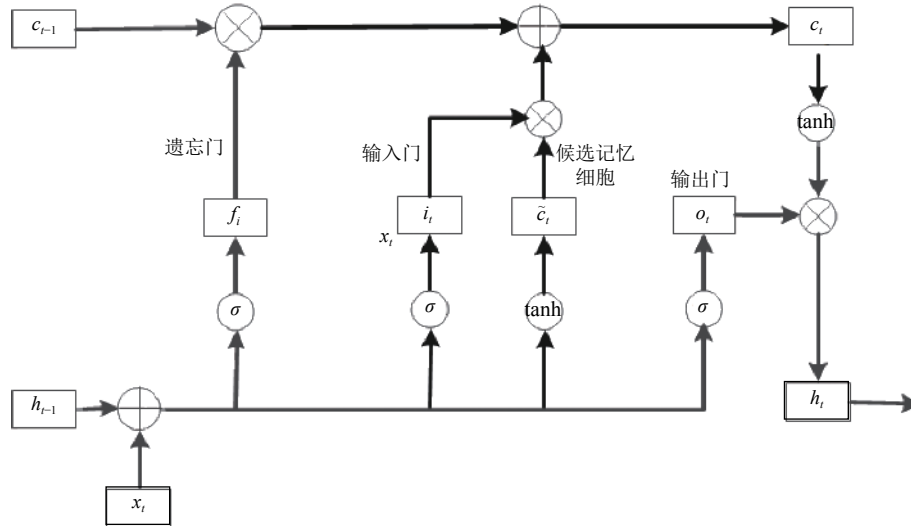 c_{t−1}
c_t
tanh
遗忘门
输入门
候选记忆
细胞
输出门
f_i
i_t
c̃_t
o_t
x_t
σ
σ
tanh
σ
h_{t−1}
h_t
x_t